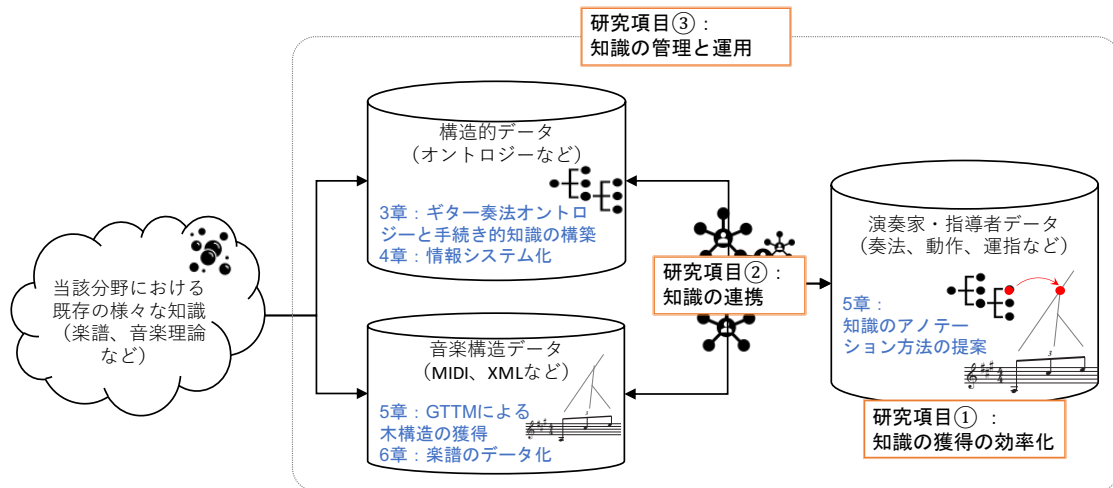 研究項目③：
知識の管理と運用
構造的データ
（オントロジーなど）
3章：ギター奏法オントロ
ジーと手続き的知識の構築
4章：情報システム化
当該分野における
既存の様々な知識
（楽譜、音楽理論
など）
研究項目②：
知識の連携
演奏家・指導者データ
（奏法、動作、運指など）
5章：
知識のアノテー
ション方法の提案
3
音楽構造データ
（MIDI、XMLなど）
5章：GTTMによる
木構造の獲得
6章：楽譜のデータ化
3
研究項目①：
知識の獲得の効率化